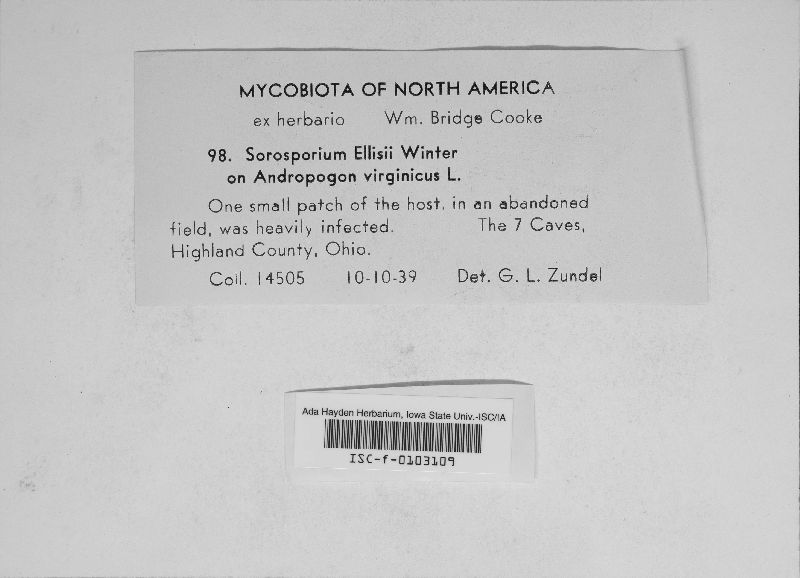 MYCOBIOTA OF NORTH AMERICA
ex herbario Wm. Bridge Cooke
98. Sorosporium Ellisii Winter
on Andropogon virginicus L.
One small patch of the host, in an abandoned
field, was heavily infected. The 7 Caves,
Highland County, Ohio.
Coll. 14505 10-10-39 Det. G. L. Zundel
Ada Hayden Herbarium, Iowa State Univ.-ISC/IA
ISC-f-0103109